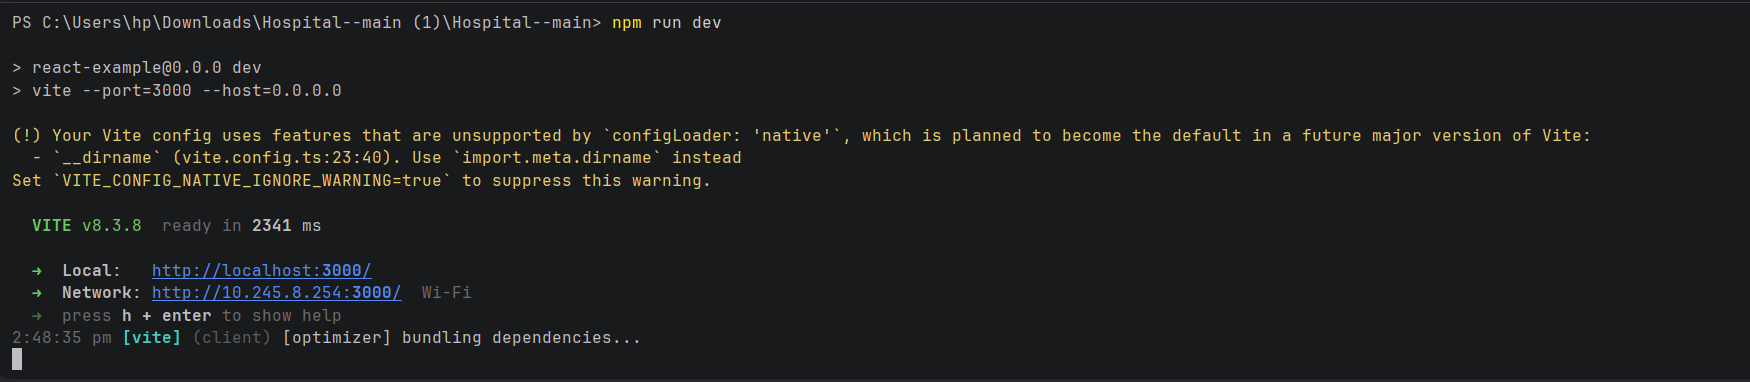 PS C:\Users\hp\Downloads\Hospital--main (1)\Hospital--main> npm run dev
> react-example@0.0.0 dev
> vite --port=3000 --host=0.0.0.0
(!) Your Vite config uses features that are unsupported by `configLoader: 'native'`, which is planned to become the default in a future major version of Vite:
  - `__dirname` (vite.config.ts:23:40). Use `import.meta.dirname` instead
Set `VITE_CONFIG_NATIVE_IGNORE_WARNING=true` to suppress this warning.
  VITE v8.3.8  ready in 2341 ms
  ➜  Local:   http://localhost:3000/
  ➜  Network: http://10.245.8.254:3000/  Wi-Fi
  ➜  press h + enter to show help
2:48:35 pm [vite] (client) [optimizer] bundling dependencies...